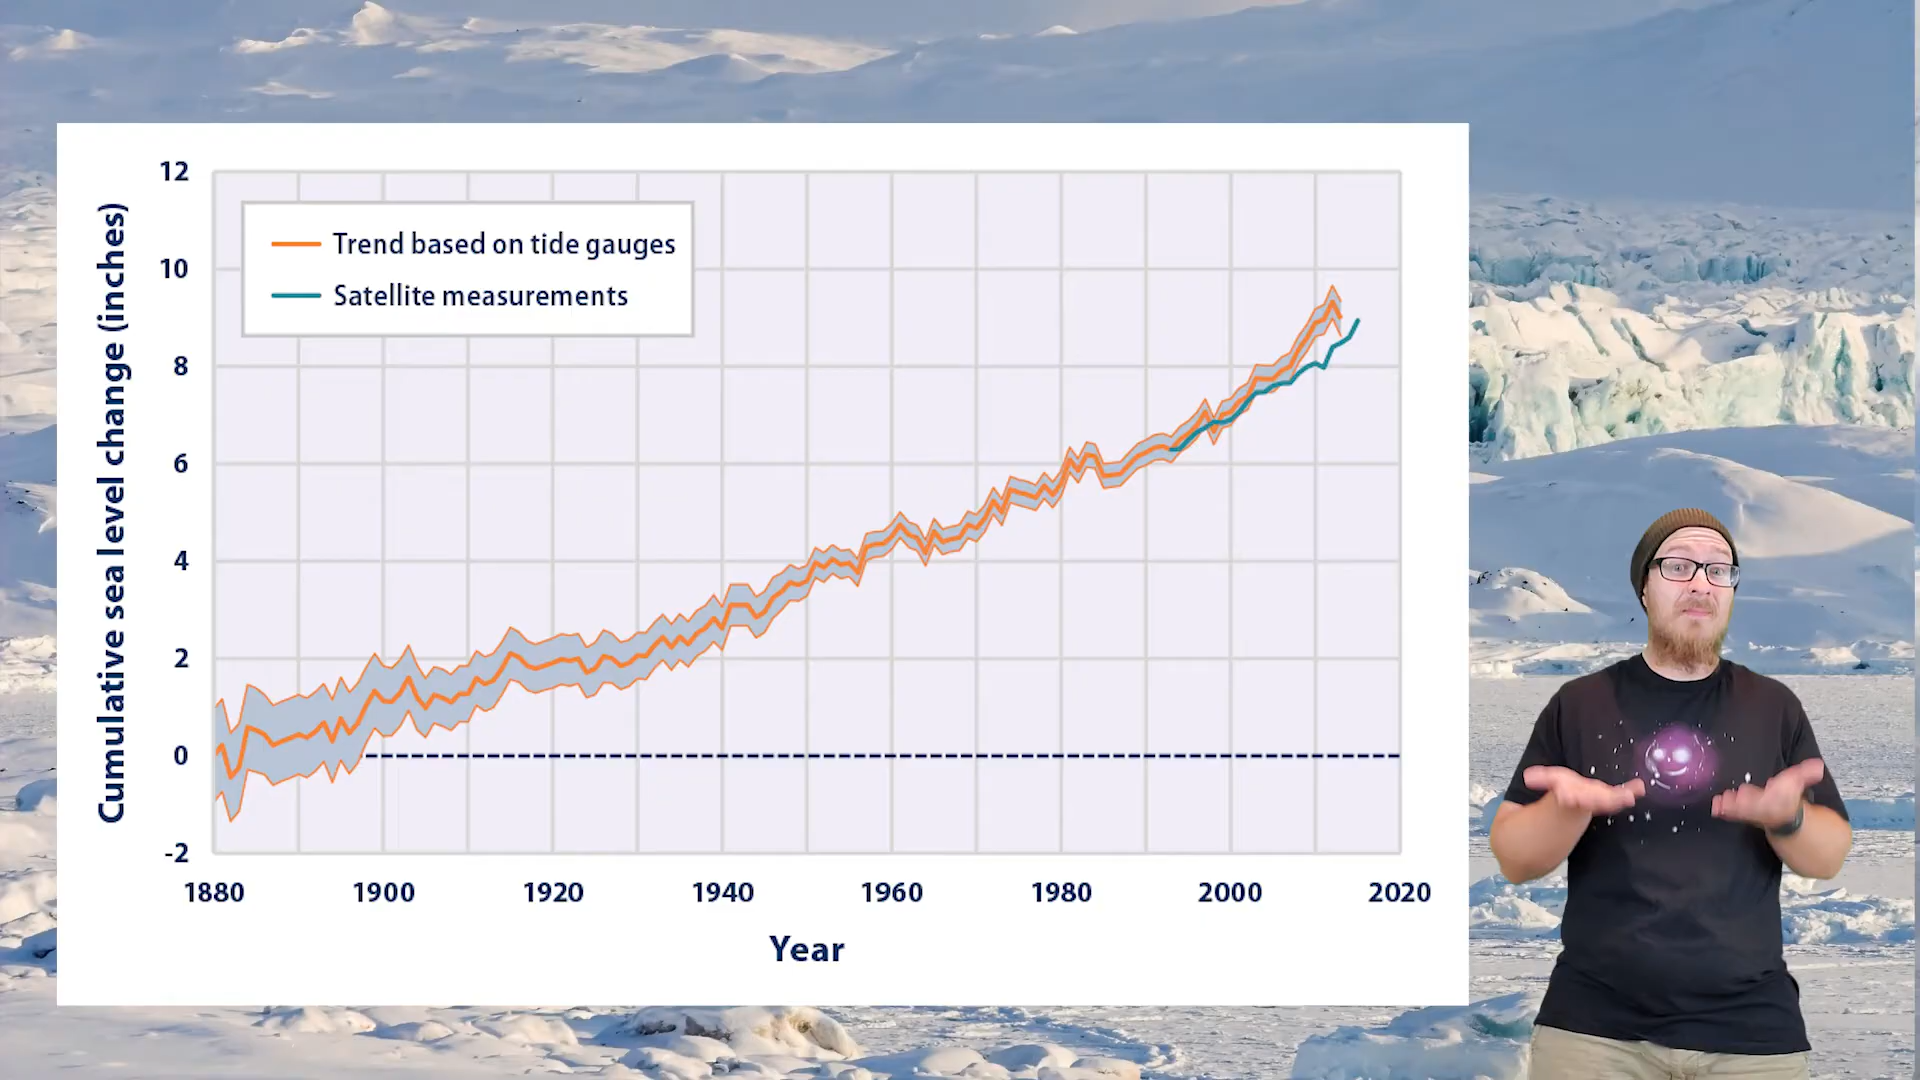 12
10
8
6
4
2
0
-2
Cumulative sea level change (inches)
Trend based on tide gauges
Satellite measurements
1880 1900 1920 1940 1960 1980 2000 2020
Year